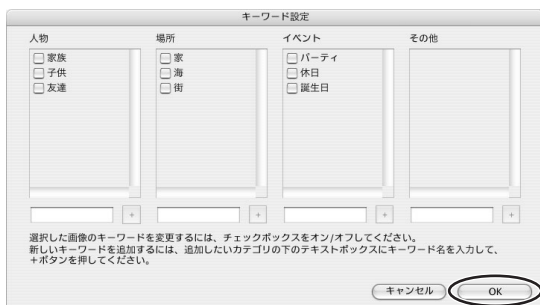 キーワード設定
人物
家族
子供
友達
場所
家
海
街
イベント
パーティ
休日
誕生日
その他
+
+
+
+
選択した画像のキーワードを変更するには、チェックボックスをオン/オフしてください。
新しいキーワードを追加するには、追加したいカテゴリの下のテキストボックスにキーワード名を入力して、
+ボタンを押してください。
キャンセル
OK